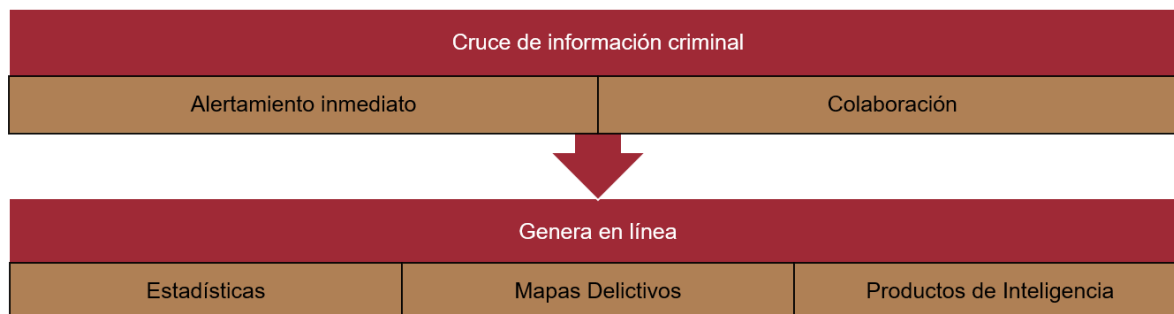 Cruce de información criminal
Alertamiento inmediato
Colaboración
Genera en línea
Estadísticas
Mapas Delictivos
Productos de Inteligencia